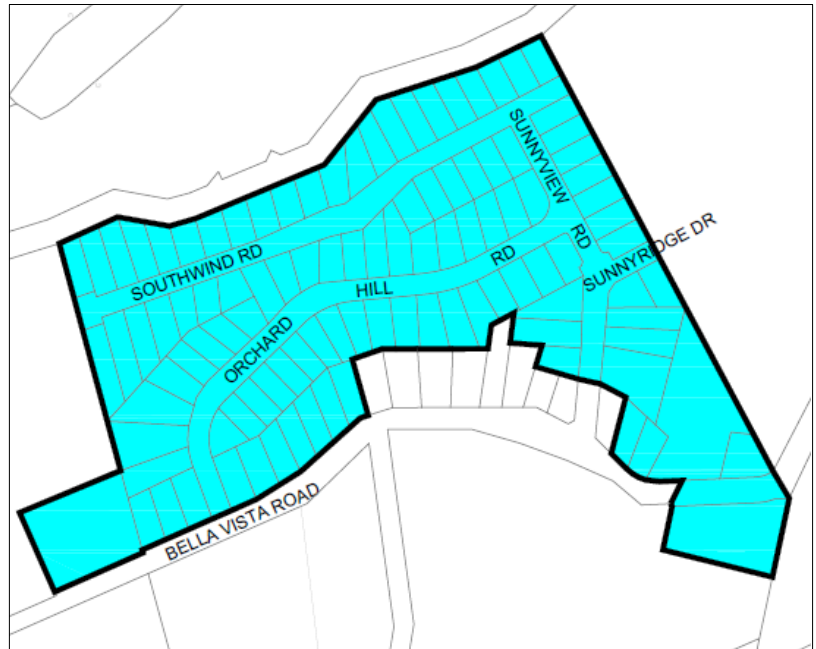 SUNNYVIEW RD
SUNNYRIDGE DR
SOUTHWIND RD
ORCHARD HILL RD
BELLA VISTA ROAD